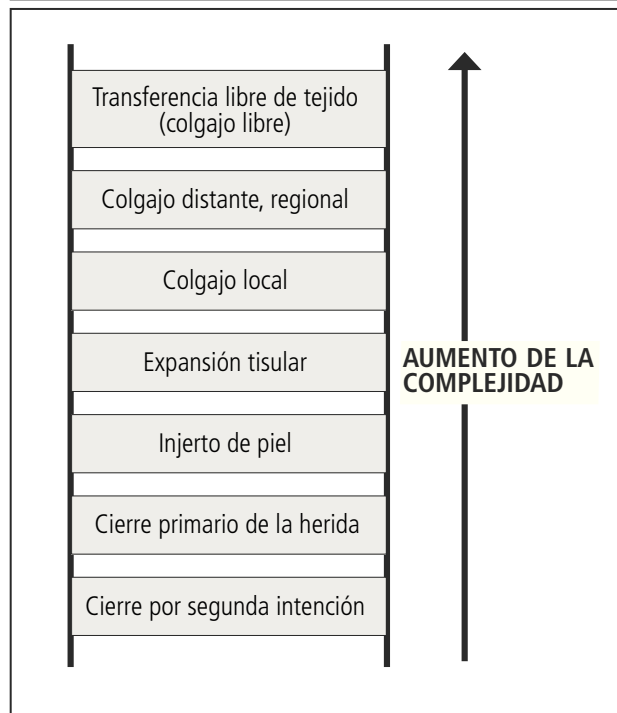 Transferencia libre de tejido
(colgajo libre)
Colgajo distante, regional
Colgajo local
Expansión tisular
Injerto de piel
Cierre primario de la herida
Cierre por segunda intención
AUMENTO DE LA
COMPLEJIDAD